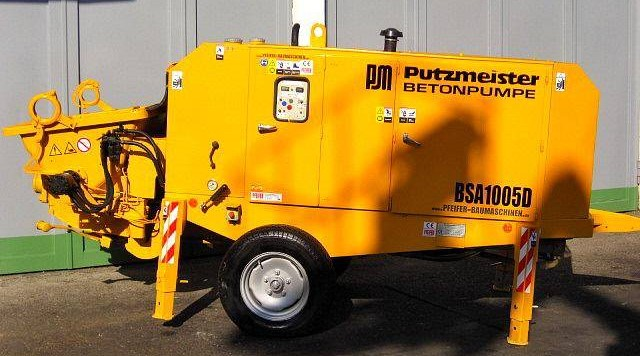 PM Putzmeister
BETONPUMPE
BSA1005D
www.PFEIFER-BAUMASCHINEN.com